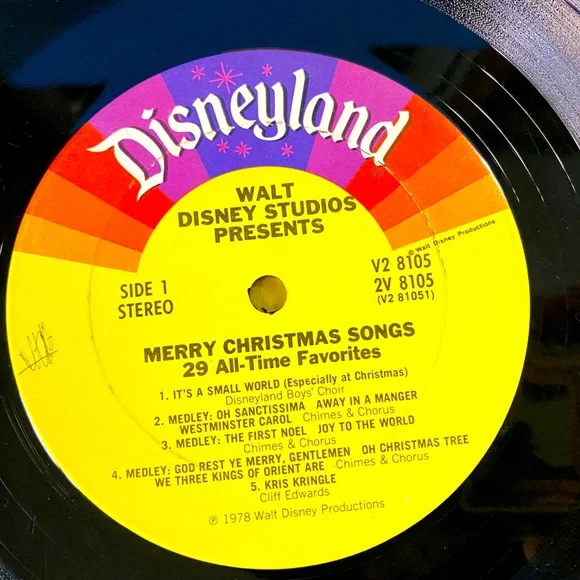 Disneyland
WALT
DISNEY STUDIOS
PRESENTS
© Walt Disney Productions
SIDE 1
STEREO
V2 8105
2V 8105
(V2 81051)
MERRY CHRISTMAS SONGS
29 All-Time Favorites
1. IT'S A SMALL WORLD (Especially at Christmas)
Disneyland Boys' Choir
2. MEDLEY: OH SANCTISSIMA AWAY IN A MANGER
WESTMINSTER CAROL Chimes & Chorus
3. MEDLEY: THE FIRST NOEL JOY TO THE WORLD
Chimes & Chorus
4. MEDLEY: GOD REST YE MERRY, GENTLEMEN OH CHRISTMAS TREE
WE THREE KINGS OF ORIENT ARE Chimes & Chorus
5. KRIS KRINGLE
Cliff Edwards
℗ 1978 Walt Disney Productions